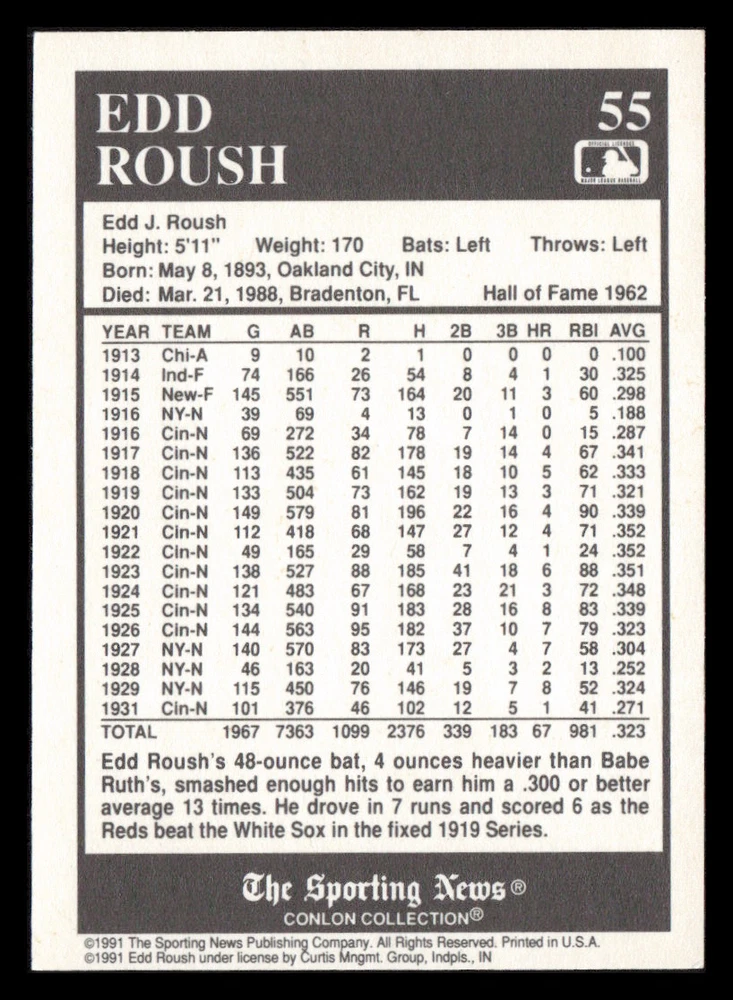 EDD
ROUSH
55
OFFICIAL LICENSEE
MAJOR LEAGUE BASEBALL
Edd J. Roush
Height: 5'11" Weight: 170 Bats: Left Throws: Left
Born: May 8, 1893, Oakland City, IN
Died: Mar. 21, 1988, Bradenton, FL Hall of Fame 1962
YEAR TEAM G AB R H 2B 3B HR RBI AVG
1913 Chi-A 9 10 2 1 0 0 0 0 .100
1914 Ind-F 74 166 26 54 8 4 1 30 .325
1915 New-F 145 551 73 164 20 11 3 60 .298
1916 NY-N 39 69 4 13 0 1 0 5 .188
1916 Cin-N 69 272 34 78 7 14 0 15 .287
1917 Cin-N 136 522 82 178 19 14 4 67 .341
1918 Cin-N 113 435 61 145 18 10 5 62 .333
1919 Cin-N 133 504 73 162 19 13 3 71 .321
1920 Cin-N 149 579 81 196 22 16 4 90 .339
1921 Cin-N 112 418 68 147 27 12 4 71 .352
1922 Cin-N 49 165 29 58 7 4 1 24 .352
1923 Cin-N 138 527 88 185 41 18 6 88 .351
1924 Cin-N 121 483 67 168 23 21 3 72 .348
1925 Cin-N 134 540 91 183 28 16 8 83 .339
1926 Cin-N 144 563 95 182 37 10 7 79 .323
1927 NY-N 140 570 83 173 27 4 7 58 .304
1928 NY-N 46 163 20 41 5 3 2 13 .252
1929 NY-N 115 450 76 146 19 7 8 52 .324
1931 Cin-N 101 376 46 102 12 5 1 41 .271
TOTAL 1967 7363 1099 2376 339 183 67 981 .323
Edd Roush's 48-ounce bat, 4 ounces heavier than Babe
Ruth's, smashed enough hits to earn him a .300 or better
average 13 times. He drove in 7 runs and scored 6 as the
Reds beat the White Sox in the fixed 1919 Series.
The Sporting News®
CONLON COLLECTION®
©1991 The Sporting News Publishing Company. All Rights Reserved. Printed in U.S.A.
©1991 Edd Roush under license by Curtis Mngmt. Group, Indpls., IN